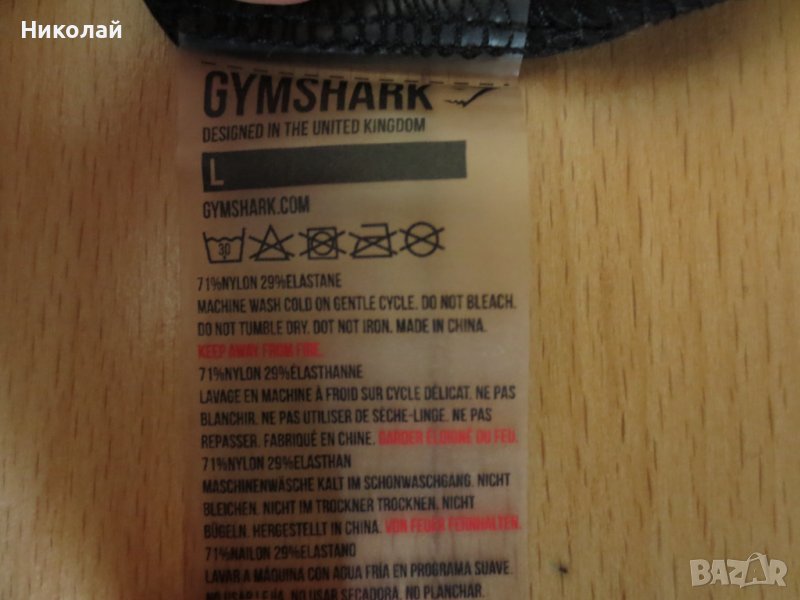 Николай
GYMSHARK
DESIGNED IN THE UNITED KINGDOM
L
GYMSHARK.COM
30
71%NYLON 29%ELASTANE
MACHINE WASH COLD ON GENTLE CYCLE. DO NOT BLEACH.
DO NOT TUMBLE DRY. DOT NOT IRON. MADE IN CHINA.
KEEP AWAY FROM FIRE.
71%NYLON 29%ÉLASTHANNE
LAVAGE EN MACHINE À FROID SUR CYCLE DÉLICAT. NE PAS
BLANCHIR. NE PAS UTILISER DE SÈCHE-LINGE. NE PAS
REPASSER. FABRIQUÉ EN CHINE. GARDER ÉLOIGNÉ DU FEU.
71%NYLON 29%ELASTHAN
MASCHINENWÄSCHE KALT IM SCHONWASCHGANG. NICHT
BLEICHEN. NICHT IM TROCKNER TROCKNEN. NICHT
BÜGELN. HERGESTELLT IN CHINA. VON FEUER FERNHALTEN.
71%NAILON 29%ELASTANO
LAVAR A MÁQUINA CON AGUA FRÍA EN PROGRAMA SUAVE.
NO USAR LEJÍA. NO USAR SECADORA. NO PLANCHAR.
BAZAR